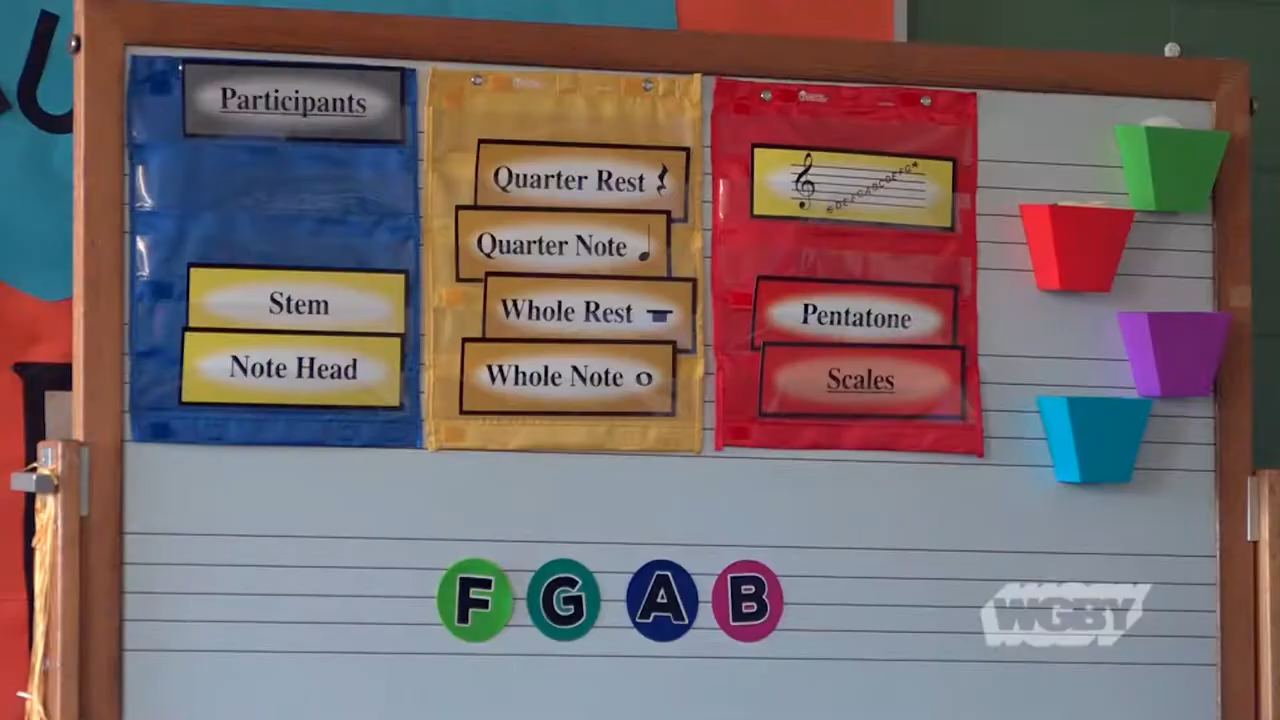 Participants
Stem
Note Head
Quarter Rest
Quarter Note
Whole Rest
Whole Note
Pentatone
Scales
F G A B
WGBY